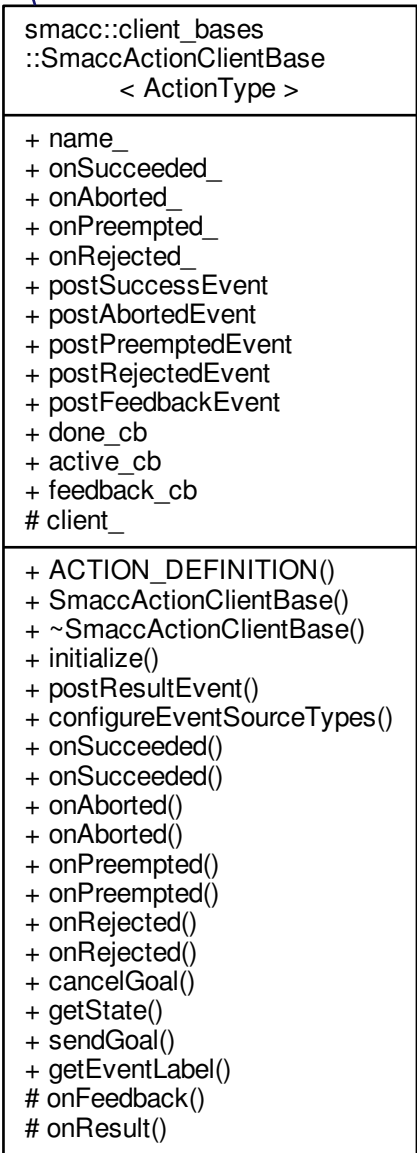 smacc::client_bases
::SmaccActionClientBase
< ActionType >
+ name_
+ onSucceeded_
+ onAborted_
+ onPreempted_
+ onRejected_
+ postSuccessEvent
+ postAbortedEvent
+ postPreemptedEvent
+ postRejectedEvent
+ postFeedbackEvent
+ done_cb
+ active_cb
+ feedback_cb
# client_
+ ACTION_DEFINITION()
+ SmaccActionClientBase()
+ ~SmaccActionClientBase()
+ initialize()
+ postResultEvent()
+ configureEventSourceTypes()
+ onSucceeded()
+ onSucceeded()
+ onAborted()
+ onAborted()
+ onPreempted()
+ onPreempted()
+ onRejected()
+ onRejected()
+ cancelGoal()
+ getState()
+ sendGoal()
+ getEventLabel()
# onFeedback()
# onResult()